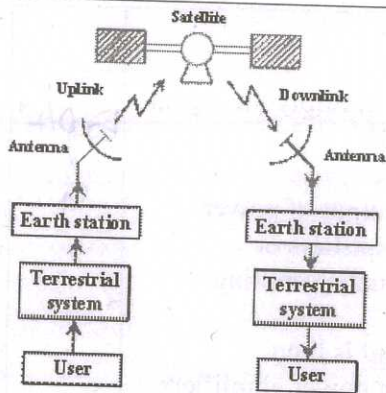 Satellite
Uplink
Downlink
Antenna
Antenna
Earth station
Earth station
Terrestrial
system
Terrestrial
system
User
User